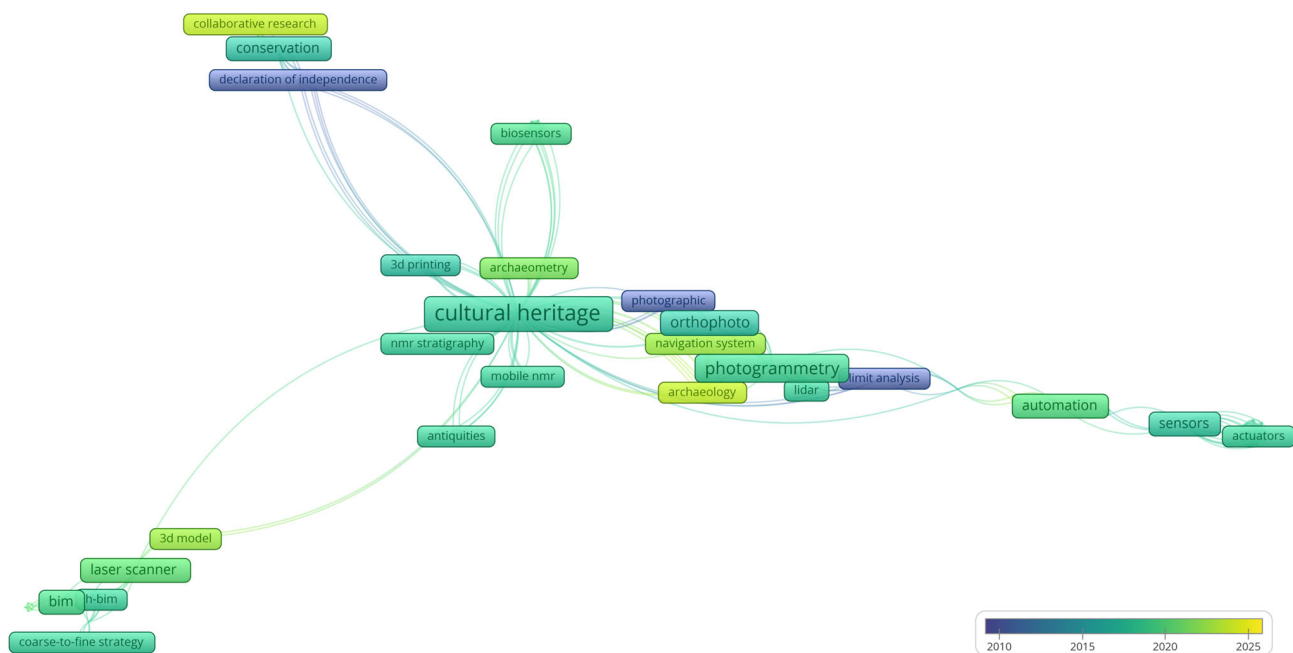 collaborative research
conservation
declaration of independence
biosensors
3d printing
archaeometry
photographic
cultural heritage
orthophoto
nmr stratigraphy
navigation system
photogrammetry
mobile nmr
limit analysis
archaeology
lidar
automation
sensors
antiquities
actuators
3d model
laser scanner
bim
h-bim
coarse-to-fine strategy
2010
2015
2020
2025